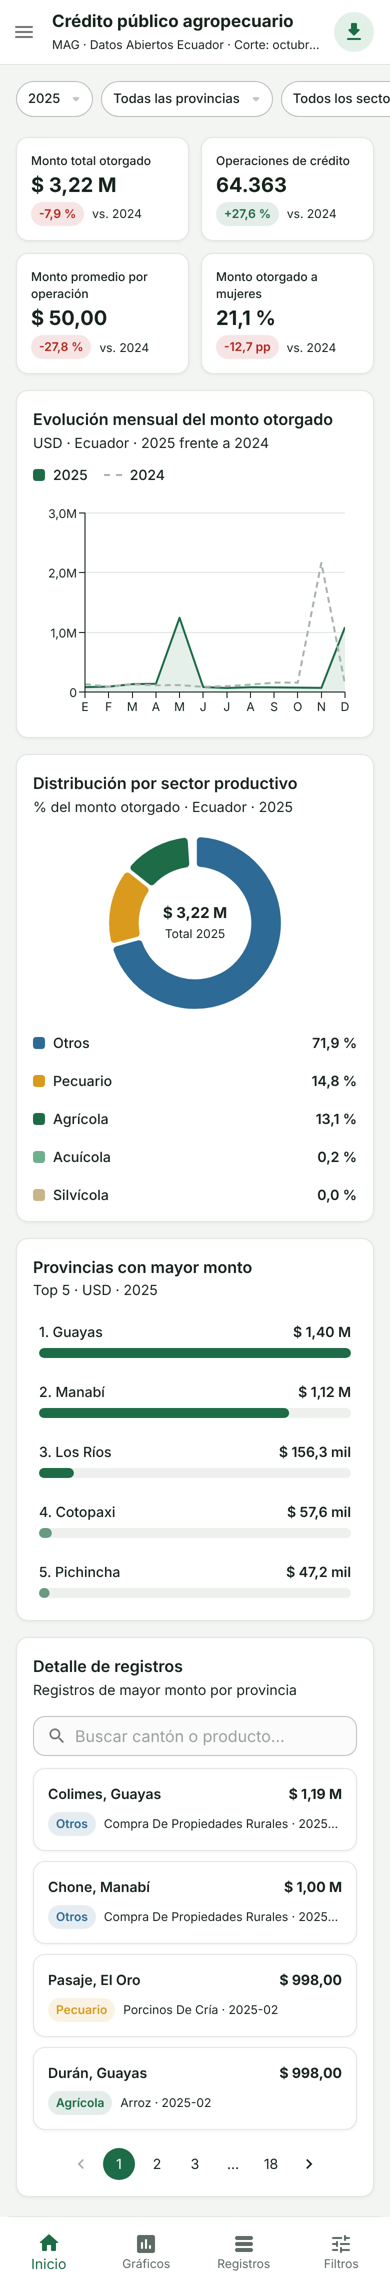 Crédito público agropecuario
MAG · Datos Abiertos Ecuador · Corte: octubr...
2025 Todas las provincias Todos los secto
Monto total otorgado
$ 3,22 M
-7,9 % vs. 2024
Operaciones de crédito
64.363
+27,6 % vs. 2024
Monto promedio por
operación
$ 50,00
-27,8 % vs. 2024
Monto otorgado a
mujeres
21,1 %
-12,7 pp vs. 2024
Evolución mensual del monto otorgado
USD · Ecuador · 2025 frente a 2024
2025 2024
3,0M
2,0M
1,0M
0
E F M A M J J A S O N D
Distribución por sector productivo
% del monto otorgado · Ecuador · 2025
$ 3,22 M
Total 2025
Otros 71,9 %
Pecuario 14,8 %
Agrícola 13,1 %
Acuícola 0,2 %
Silvícola 0,0 %
Provincias con mayor monto
Top 5 · USD · 2025
1. Guayas $ 1,40 M
2. Manabí $ 1,12 M
3. Los Ríos $ 156,3 mil
4. Cotopaxi $ 57,6 mil
5. Pichincha $ 47,2 mil
Detalle de registros
Registros de mayor monto por provincia
Buscar cantón o producto...
Colimes, Guayas $ 1,19 M
Otros Compra De Propiedades Rurales · 2025...
Chone, Manabí $ 1,00 M
Otros Compra De Propiedades Rurales · 2025...
Pasaje, El Oro $ 998,00
Pecuario Porcinos De Cría · 2025-02
Durán, Guayas $ 998,00
Agrícola Arroz · 2025-02
1 2 3 ... 18
Inicio Gráficos Registros Filtros